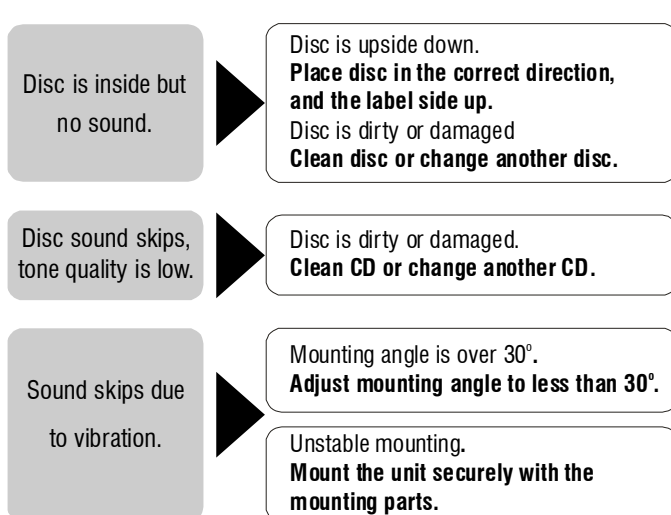 Disc is inside but
no sound.
Disc is upside down.
Place disc in the correct direction,
and the label side up.
Disc is dirty or damaged
Clean disc or change another disc.
Disc sound skips,
tone quality is low.
Disc is dirty or damaged.
Clean CD or change another CD.
Sound skips due
to vibration.
Mounting angle is over 30°.
Adjust mounting angle to less than 30°.
Unstable mounting.
Mount the unit securely with the
mounting parts.